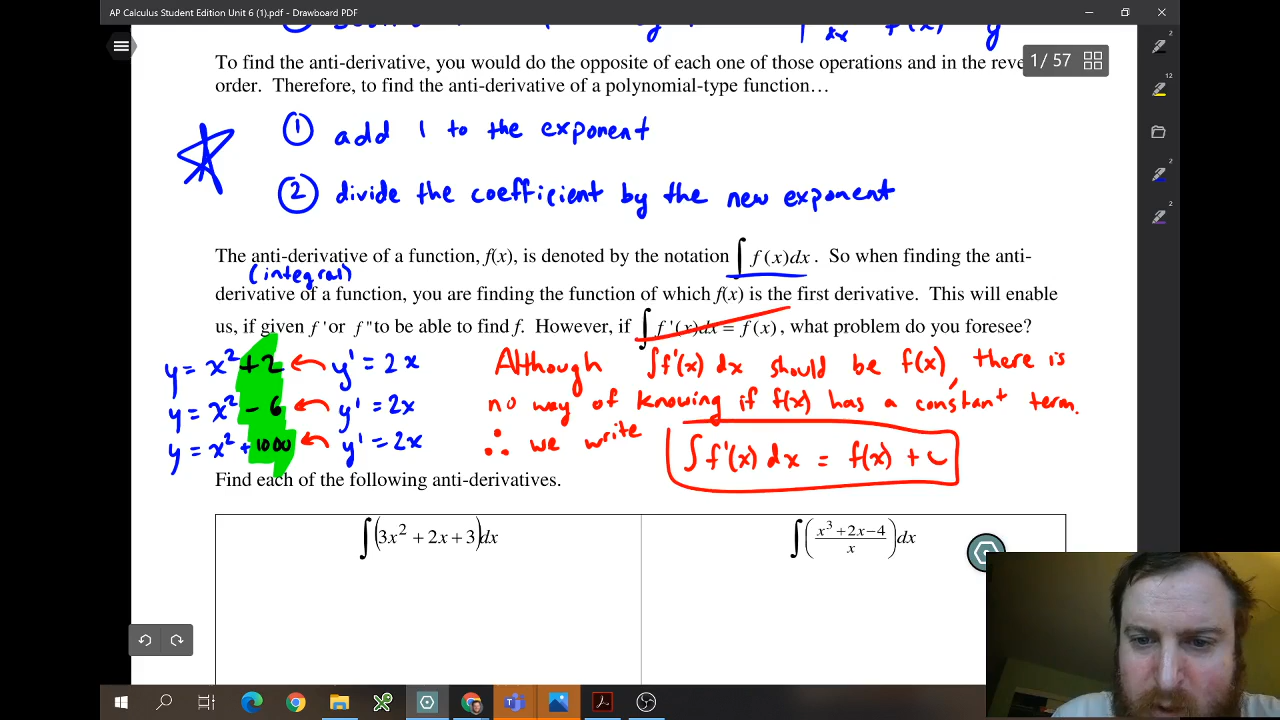 AP Calculus Student Edition Unit 6 (1).pdf - Drawboard PDF
1 / 57
To find the anti-derivative, you would do the opposite of each one of those operations and in the reve
order. Therefore, to find the anti-derivative of a polynomial-type function…
① add 1 to the exponent
② divide the coefficient by the new exponent
The anti-derivative of a function, f(x), is denoted by the notation ∫ f(x)dx . So when finding the anti-
(integral)
derivative of a function, you are finding the function of which f(x) is the first derivative. This will enable
us, if given f ' or f " to be able to find f. However, if ∫ f '(x)dx = f(x), what problem do you foresee?
y = x² + 2 ← y' = 2x
y = x² - 6 ← y' = 2x
y = x² + 1000 ← y' = 2x
Although ∫f'(x) dx should be f(x), there is
no way of knowing if f(x) has a constant term.
∴ we write ∫f'(x) dx = f(x) + C
Find each of the following anti-derivatives.
∫(3x² + 2x + 3)dx
∫((x³+2x−4)/x)dx
2
12
2
2